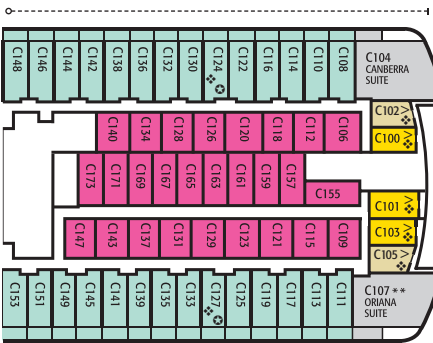 C148 C146 C144 C142 C138 C136 C132 C130 C124 C122 C116 C114 C110 C108
C104
CANBERRA
SUITE
C102>
C140 C134 C128 C126 C120 C118 C112 C106
C100>
C173 C171 C169 C167 C165 C163 C161 C159 C157
C155
C101>
C147 C143 C137 C131 C129 C123 C121 C115 C109
C103>
C105>
C153 C151 C149 C145 C141 C139 C135 C133 C127 C125 C119 C117 C113 C111
C107 **
ORIANA
SUITE